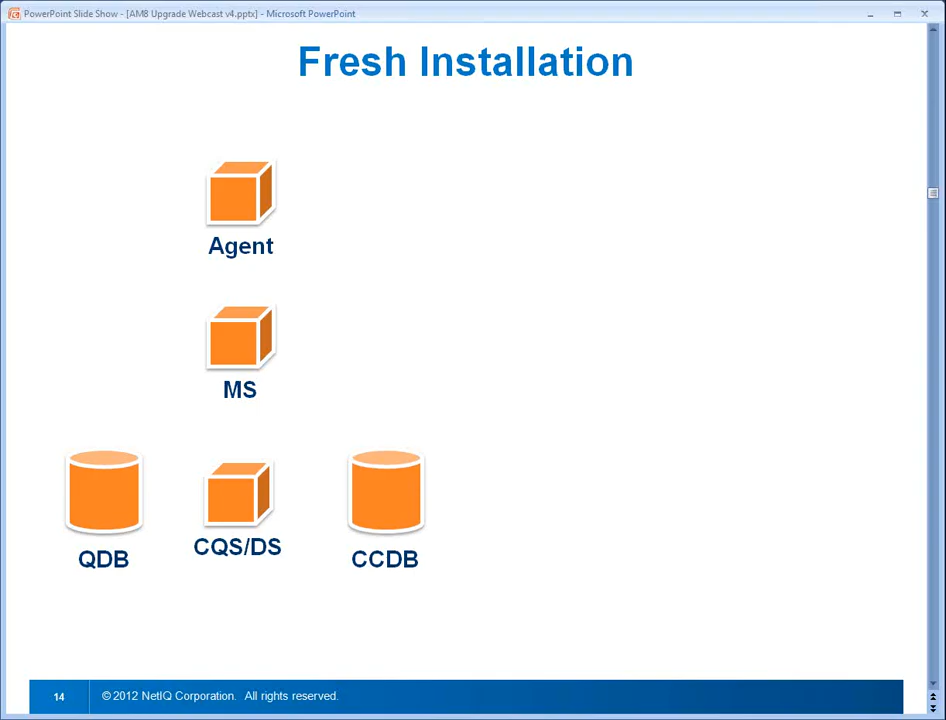 PowerPoint Slide Show - [AM8 Upgrade Webcast v4.pptx] - Microsoft PowerPoint
Fresh Installation
Agent
MS
QDB
CQS/DS
CCDB
14
© 2012 NetIQ Corporation. All rights reserved.